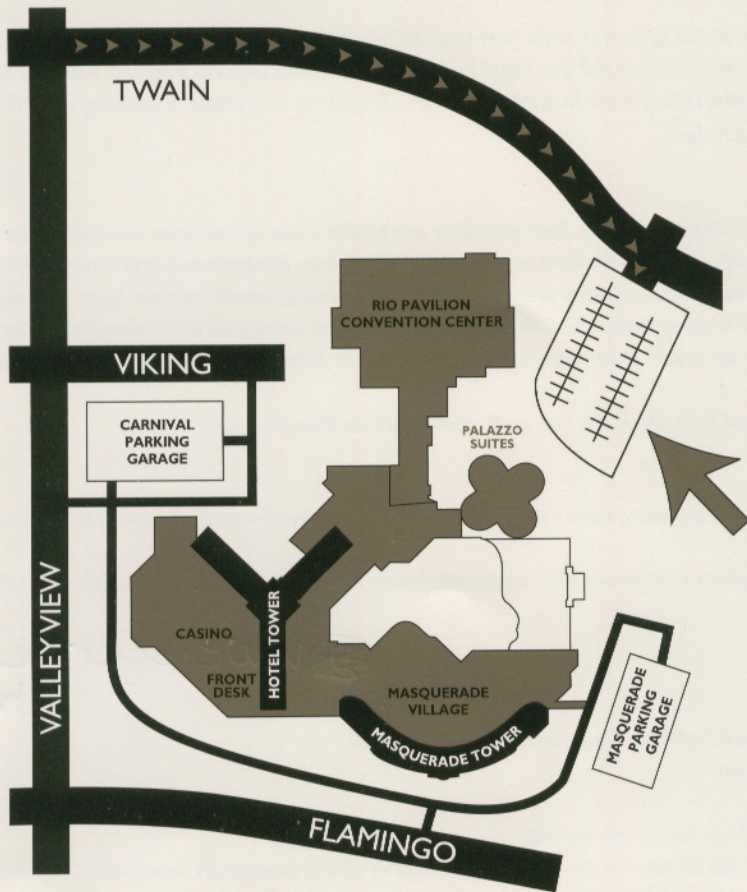 TWAIN
RIO PAVILION
CONVENTION CENTER
VIKING
CARNIVAL
PARKING
GARAGE
PALAZZO
SUITES
VALLEY VIEW
CASINO
HOTEL TOWER
FRONT
DESK
MASQUERADE
VILLAGE
MASQUERADE TOWER
MASQUERADE
PARKING
GARAGE
FLAMINGO